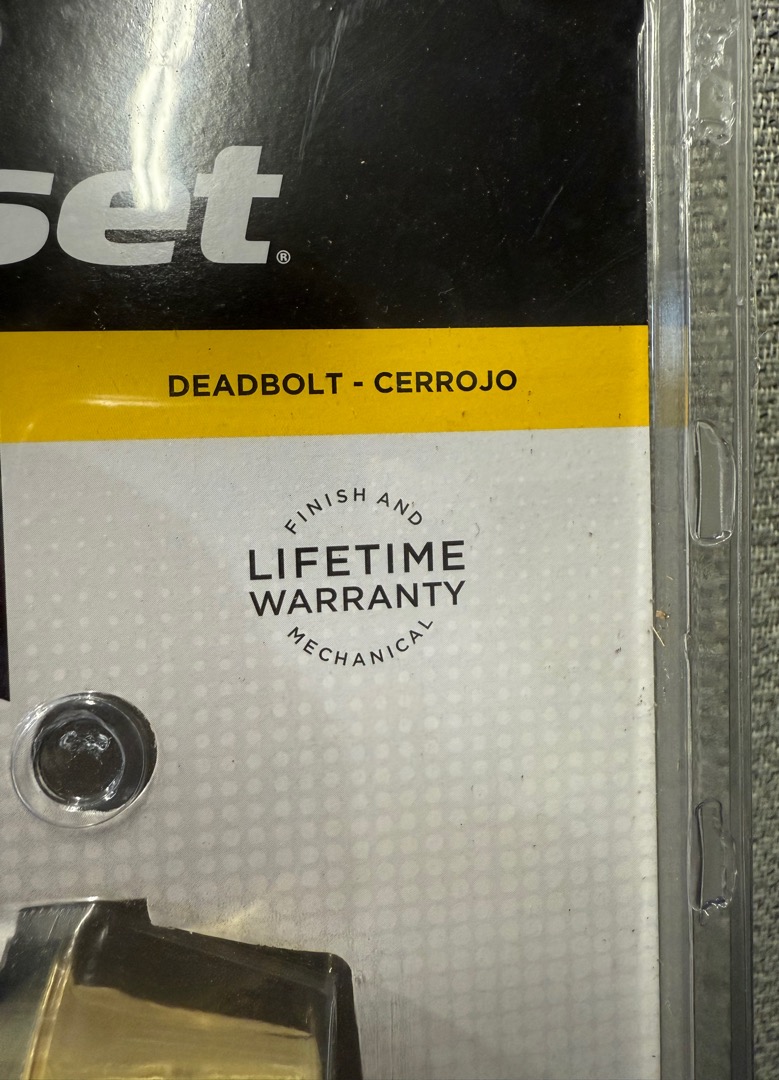 set®
DEADBOLT - CERROJO
FINISH AND
LIFETIME
WARRANTY
MECHANICAL